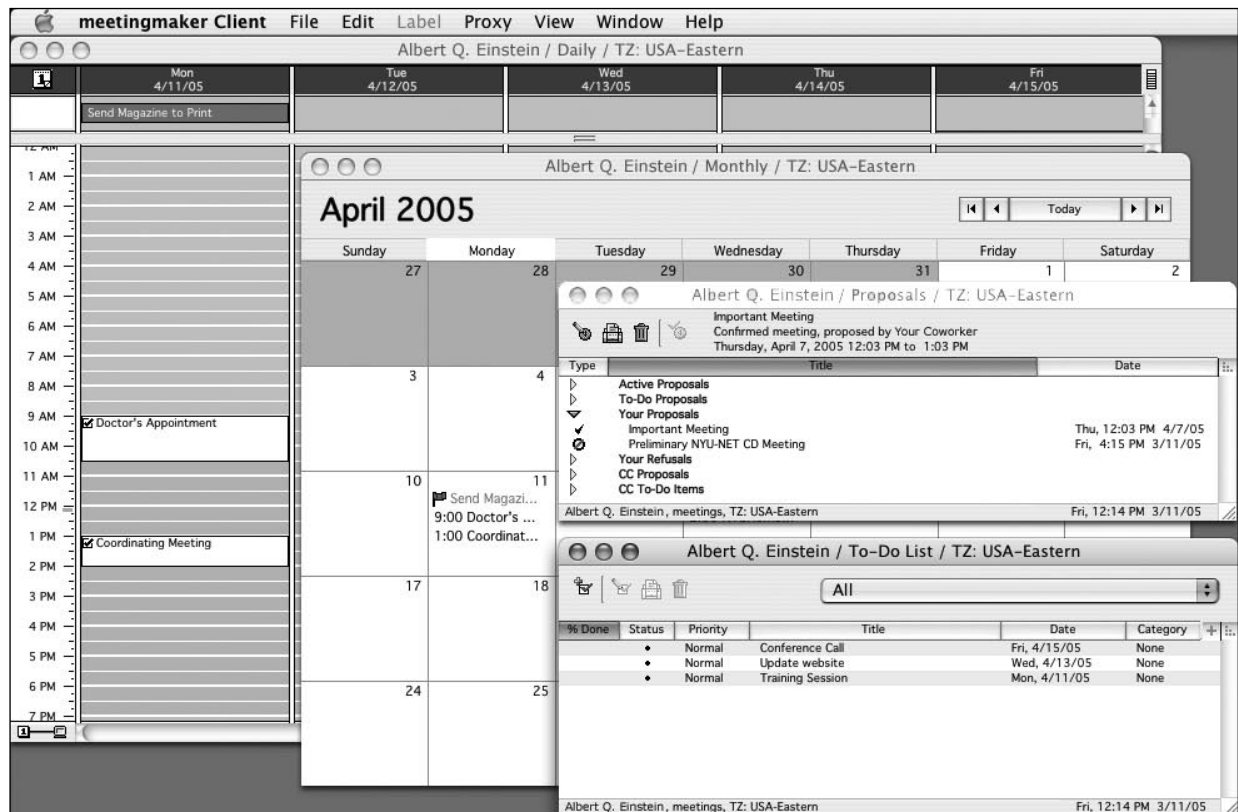 meetingmaker Client File Edit Label Proxy View Window Help
Albert Q. Einstein / Daily / TZ: USA-Eastern
Mon Tue Wed Thu Fri
4/11/05 4/12/05 4/13/05 4/14/05 4/15/05
Send Magazine to Print
12 AM
1 AM
2 AM
3 AM
4 AM
5 AM
6 AM
7 AM
8 AM
9 AM Doctor's Appointment
10 AM
11 AM
12 PM
1 PM Coordinating Meeting
2 PM
3 PM
4 PM
5 PM
6 PM
7 PM
Albert Q. Einstein / Monthly / TZ: USA-Eastern
April 2005 Today
Sunday Monday Tuesday Wednesday Thursday Friday Saturday
27 28 29 30 31 1 2
3 4
10 11
Send Magazi...
9:00 Doctor's ...
1:00 Coordinat...
17 18
24 25
Albert Q. Einstein / Proposals / TZ: USA-Eastern
Important Meeting
Confirmed meeting, proposed by Your Coworker
Thursday, April 7, 2005 12:03 PM to 1:03 PM
Type Title Date
Active Proposals
To-Do Proposals
Your Proposals
Important Meeting Thu, 12:03 PM 4/7/05
Preliminary NYU-NET CD Meeting Fri, 4:15 PM 3/11/05
Your Refusals
CC Proposals
CC To-Do Items
Albert Q. Einstein, meetings, TZ: USA-Eastern Fri, 12:14 PM 3/11/05
Albert Q. Einstein / To-Do List / TZ: USA-Eastern
All
% Done Status Priority Title Date Category
Normal Conference Call Fri, 4/15/05 None
Normal Update website Wed, 4/13/05 None
Normal Training Session Mon, 4/11/05 None
Albert Q. Einstein, meetings, TZ: USA-Eastern Fri, 12:14 PM 3/11/05